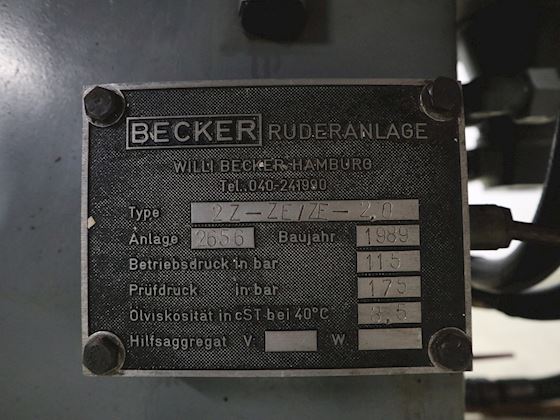 BECKER RUDERANLAGE
WILLI BECKER-HAMBURG
Tel. 040-241990
Type 2Z-ZE/ZE-2,0
Anlage 2656 Baujahr 1989
Betriebsdruck in bar 115
Prüfdruck in bar 175
Ölviskosität in cST bei 40°C 8,5
Hilfsaggregat V. W